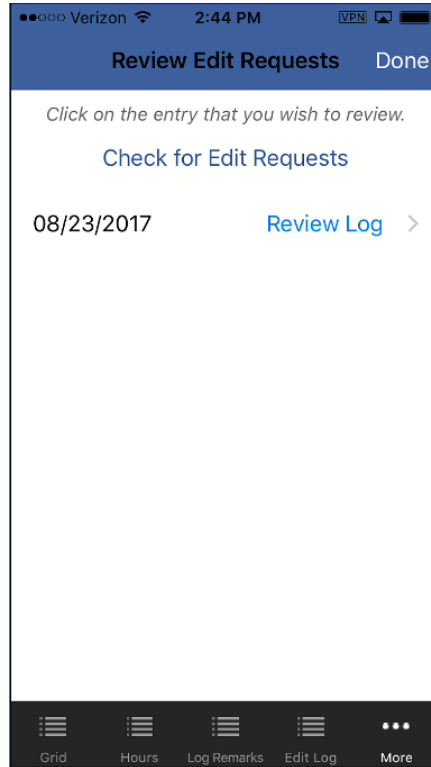 Verizon 2:44 PM VPN
Review Edit Requests Done
Click on the entry that you wish to review.
Check for Edit Requests
08/23/2017 Review Log
Grid Hours Log Remarks Edit Log More